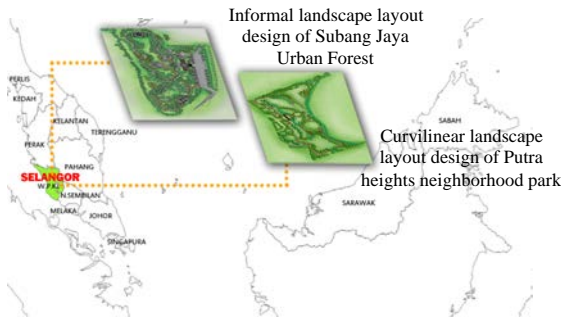 Informal landscape layout
design of Subang Jaya
Urban Forest
PERLIS
KEDAH
KELANTAN
TERENGGANU
PERAK
PAHANG
SELANGOR
W.P.K.L
N.SEMBILAN
MELAKA
JOHOR
SINGAPURA
SABAH
Curvilinear landscape
layout design of Putra
heights neighborhood park
SARAWAK